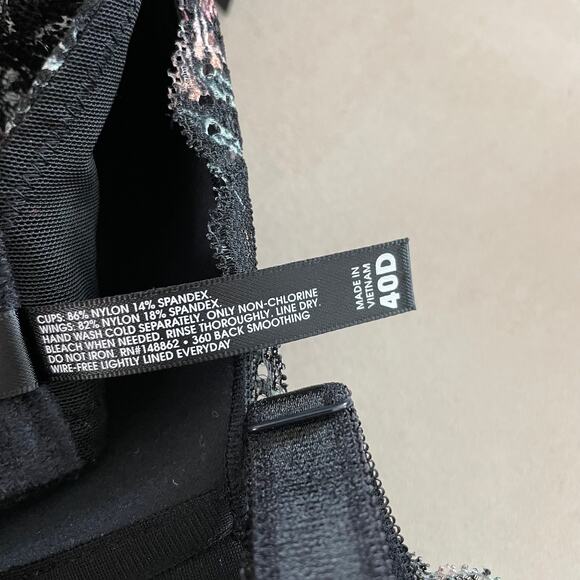 CUPS: 86% NYLON 14% SPANDEX.
WINGS: 82% NYLON 18% SPANDEX.
HAND WASH COLD SEPARATELY. ONLY NON-CHLORINE
BLEACH WHEN NEEDED. RINSE THOROUGHLY. LINE DRY.
DO NOT IRON. RN#148862 • 360 BACK SMOOTHING
WIRE-FREE LIGHTLY LINED EVERYDAY
MADE IN
VIETNAM
40D